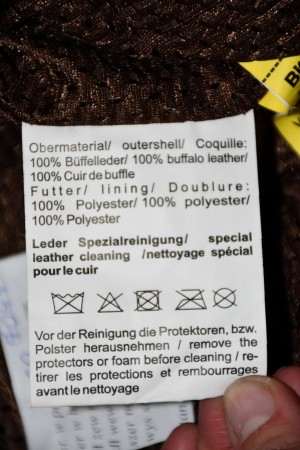 Obermaterial/ outershell/ Coquille:
100% Büffelleder/ 100% buffalo leather/
100% Cuir de buffle
Futter/ lining/ Doublure:
100% Polyester/ 100% polyester/
100% Polyester
Leder Spezialreinigung/ special
leather cleaning /nettoyage spécial
pour le cuir
Vor der Reinigung die Protektoren, bzw.
Polster herausnehmen / remove the
protectors or foam before cleaning / re-
tirer les protections et rembourrages
avant le nettoyage